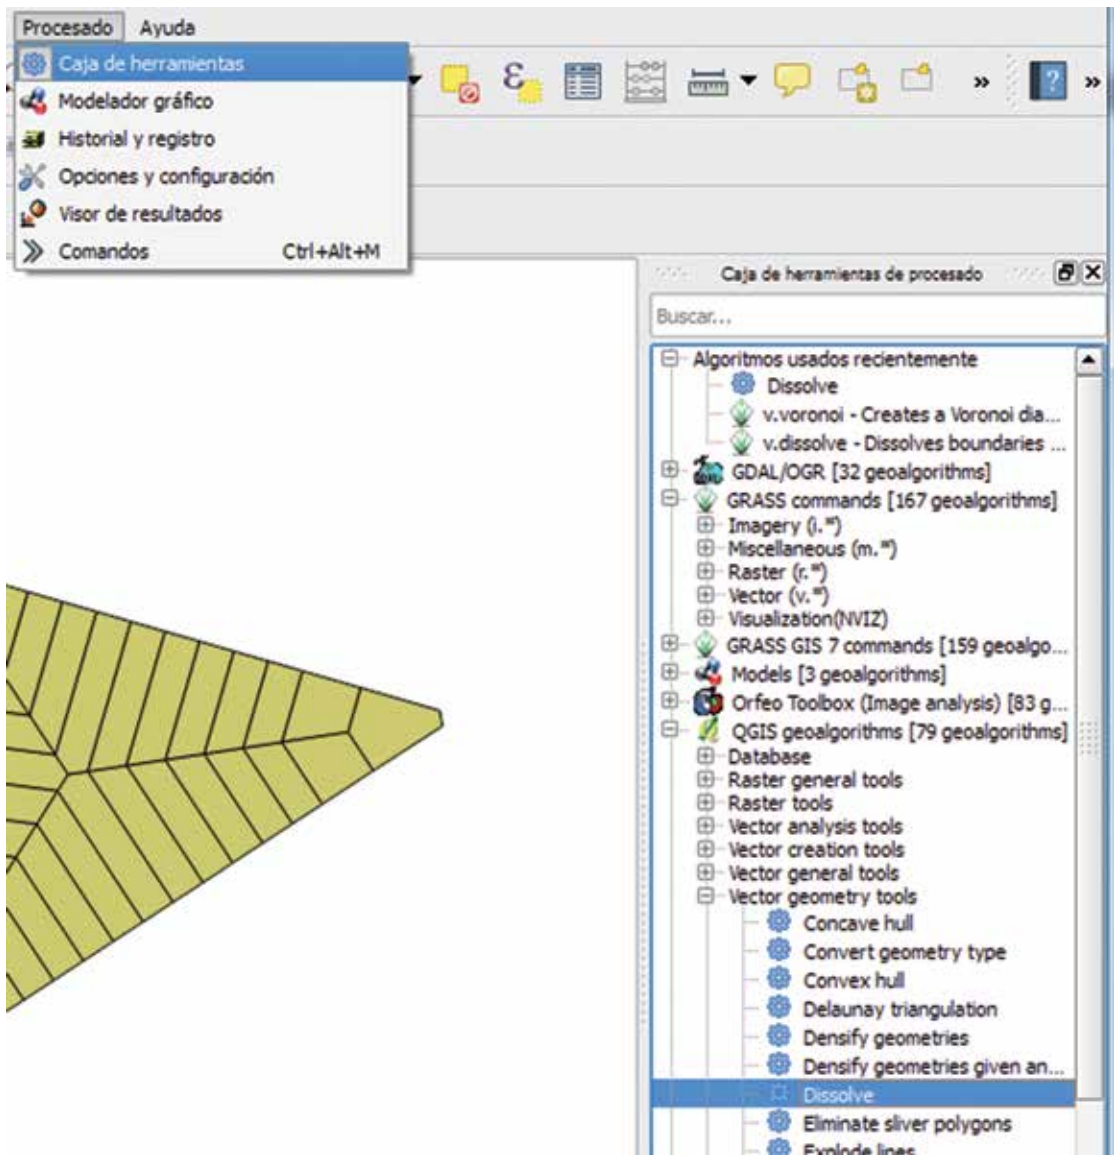 Procesado Ayuda
Caja de herramientas
Modelador gráfico
Historial y registro
Opciones y configuración
Visor de resultados
Comandos Ctrl+Alt+M
ε
»
?
»
Caja de herramientas de procesado
Buscar...
Algoritmos usados recientemente
Dissolve
v.voronoi - Creates a Voronoi dia...
v.dissolve - Dissolves boundaries ...
GDAL/OGR [32 geoalgorithms]
GRASS commands [167 geoalgorithms]
Imagery (i.*)
Miscellaneous (m.*)
Raster (r.*)
Vector (v.*)
Visualization(NVIZ)
GRASS GIS 7 commands [159 geoalgo...
Models [3 geoalgorithms]
Orfeo Toolbox (Image analysis) [83 g...
QGIS geoalgorithms [79 geoalgorithms]
Database
Raster general tools
Raster tools
Vector analysis tools
Vector creation tools
Vector general tools
Vector geometry tools
Concave hull
Convert geometry type
Convex hull
Delaunay triangulation
Densify geometries
Densify geometries given an...
Dissolve
Eliminate sliver polygons
Explode lines